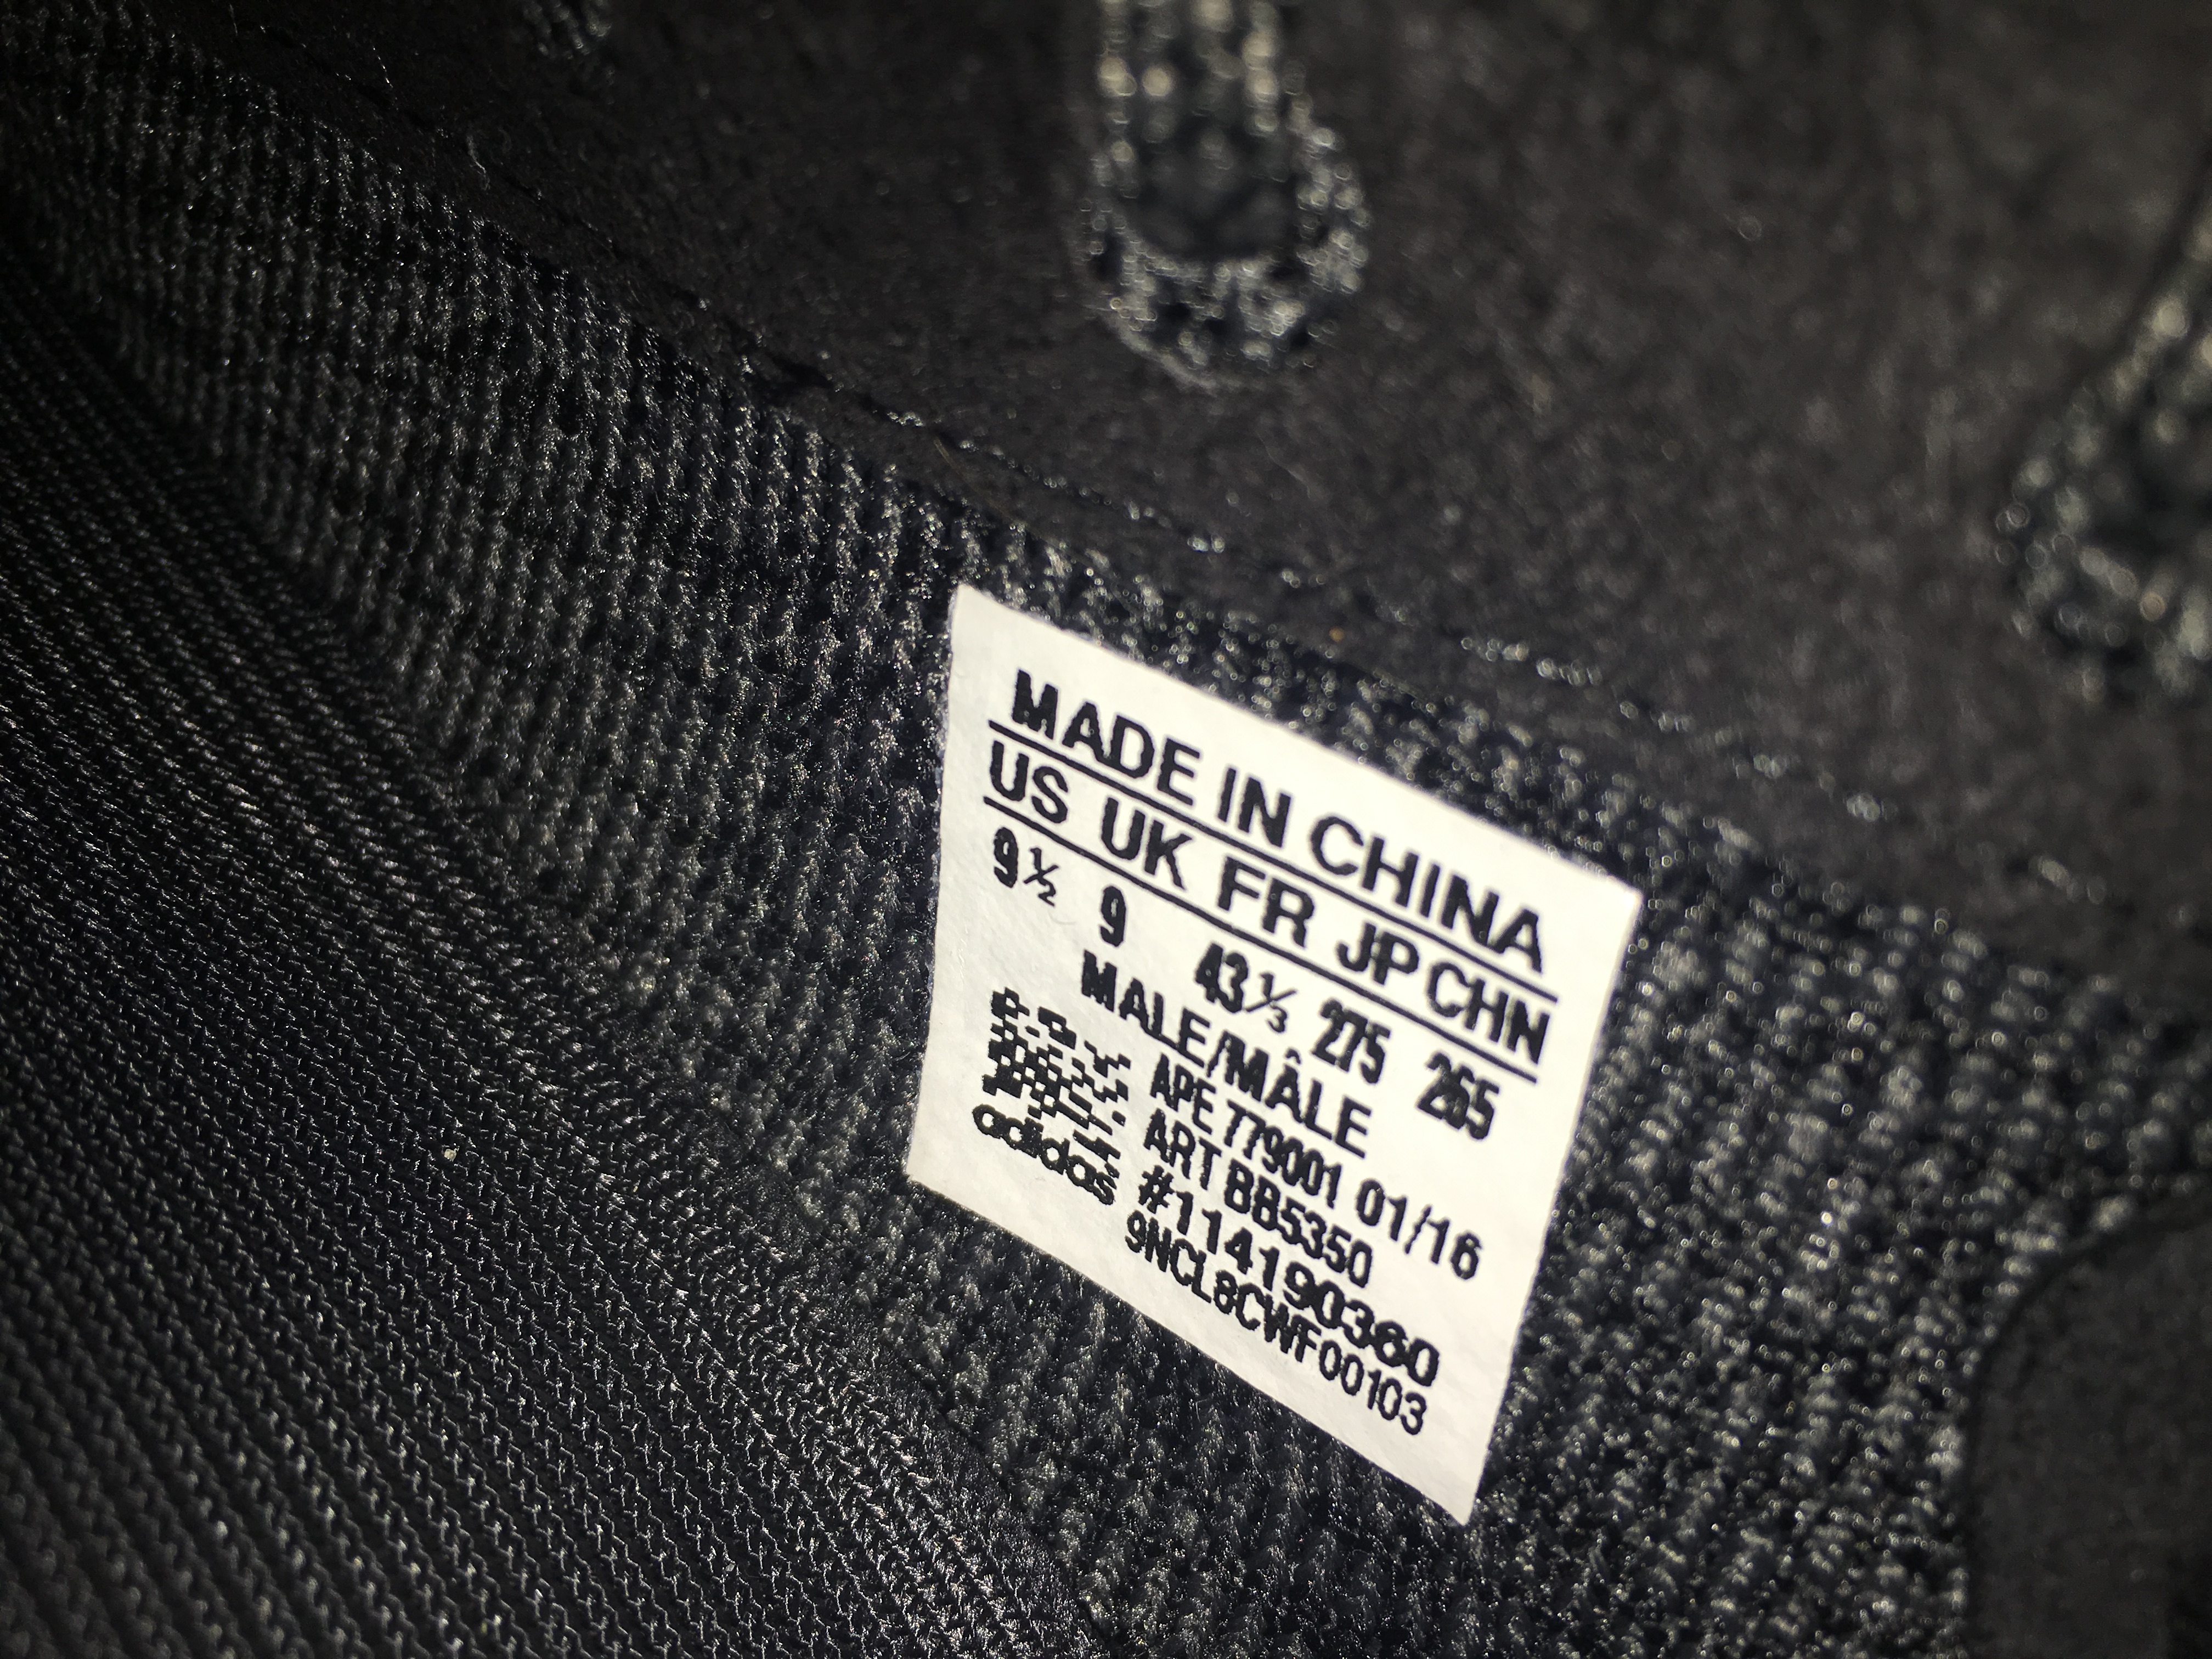 MADE IN CHINA
US UK FR JP CHN
9½ 9 43⅓ 275 265
MALE/MÂLE
APE 779001 01/16
ART BB5350
#114190360
9NCL8CWF00103
adidas